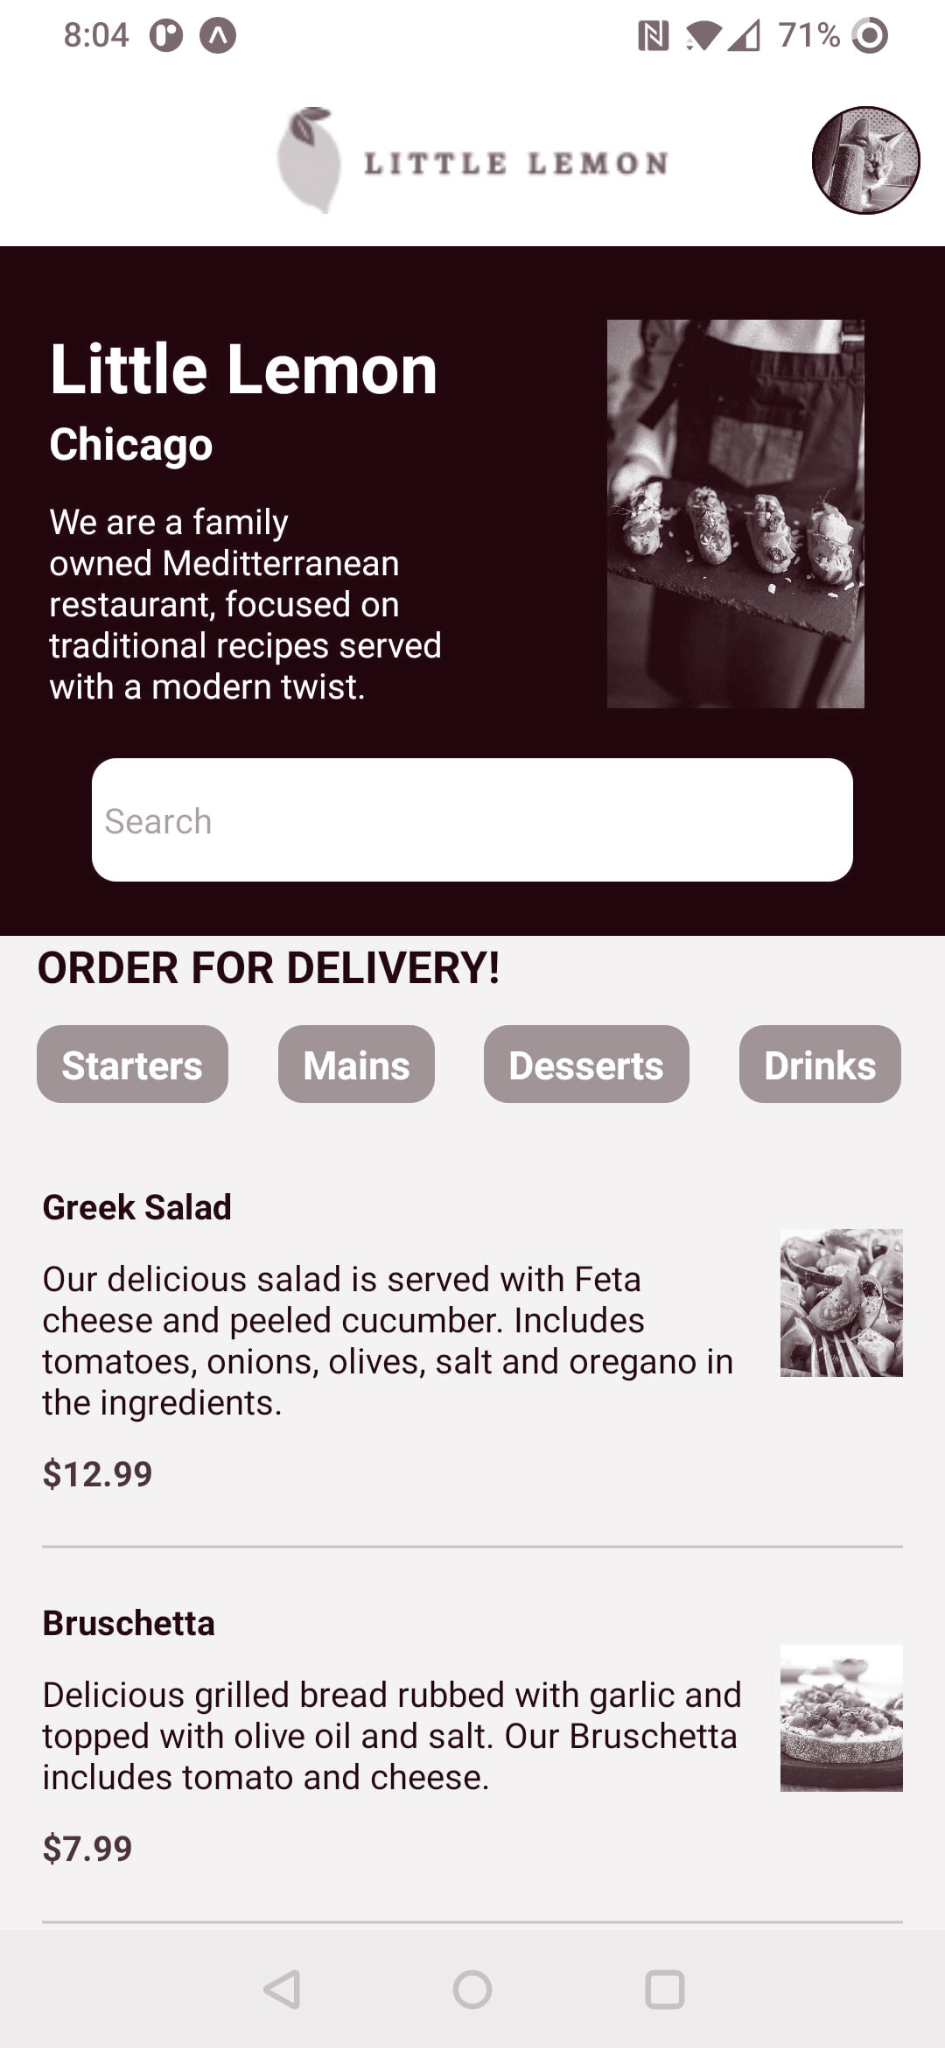 8:04
71%
LITTLE LEMON
Little Lemon
Chicago
We are a family
owned Meditterranean
restaurant, focused on
traditional recipes served
with a modern twist.
Search
ORDER FOR DELIVERY!
Starters Mains Desserts Drinks
Greek Salad
Our delicious salad is served with Feta
cheese and peeled cucumber. Includes
tomatoes, onions, olives, salt and oregano in
the ingredients.
$12.99
Bruschetta
Delicious grilled bread rubbed with garlic and
topped with olive oil and salt. Our Bruschetta
includes tomato and cheese.
$7.99